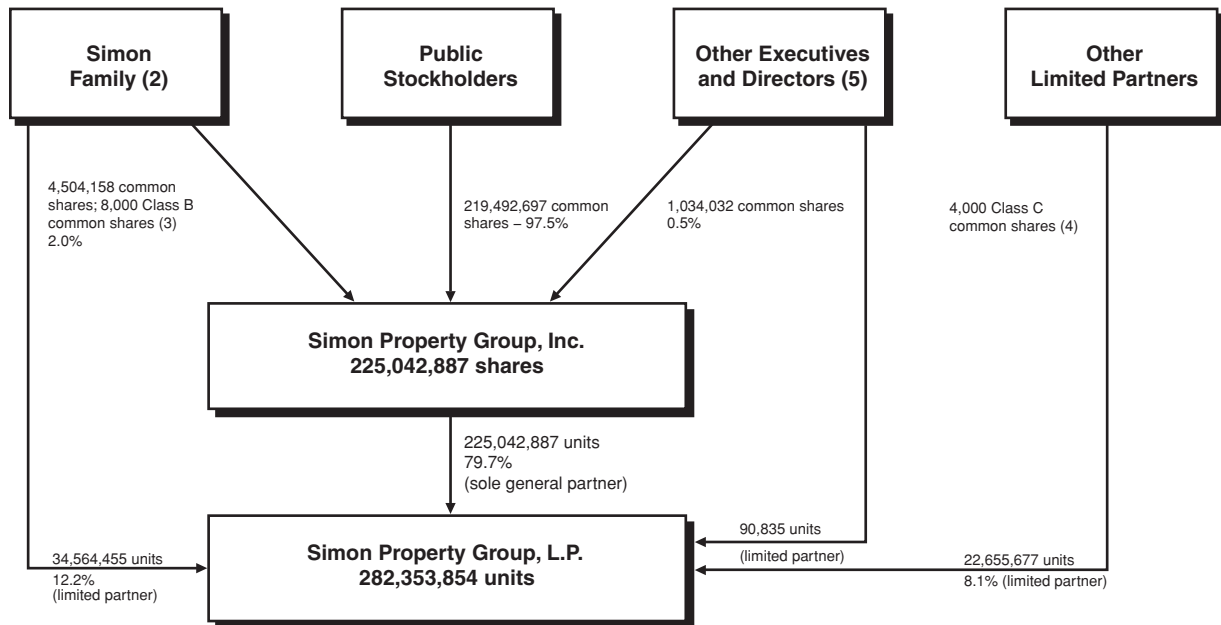 Simon
Family (2)
Public
Stockholders
Other Executives
and Directors (5)
Other
Limited Partners
4,504,158 common
shares; 8,000 Class B
common shares (3)
2.0%
219,492,697 common
shares – 97.5%
1,034,032 common shares
0.5%
4,000 Class C
common shares (4)
Simon Property Group, Inc.
225,042,887 shares
225,042,887 units
79.7%
(sole general partner)
Simon Property Group, L.P.
282,353,854 units
34,564,455 units
12.2%
(limited partner)
90,835 units
(limited partner)
22,655,677 units
8.1% (limited partner)